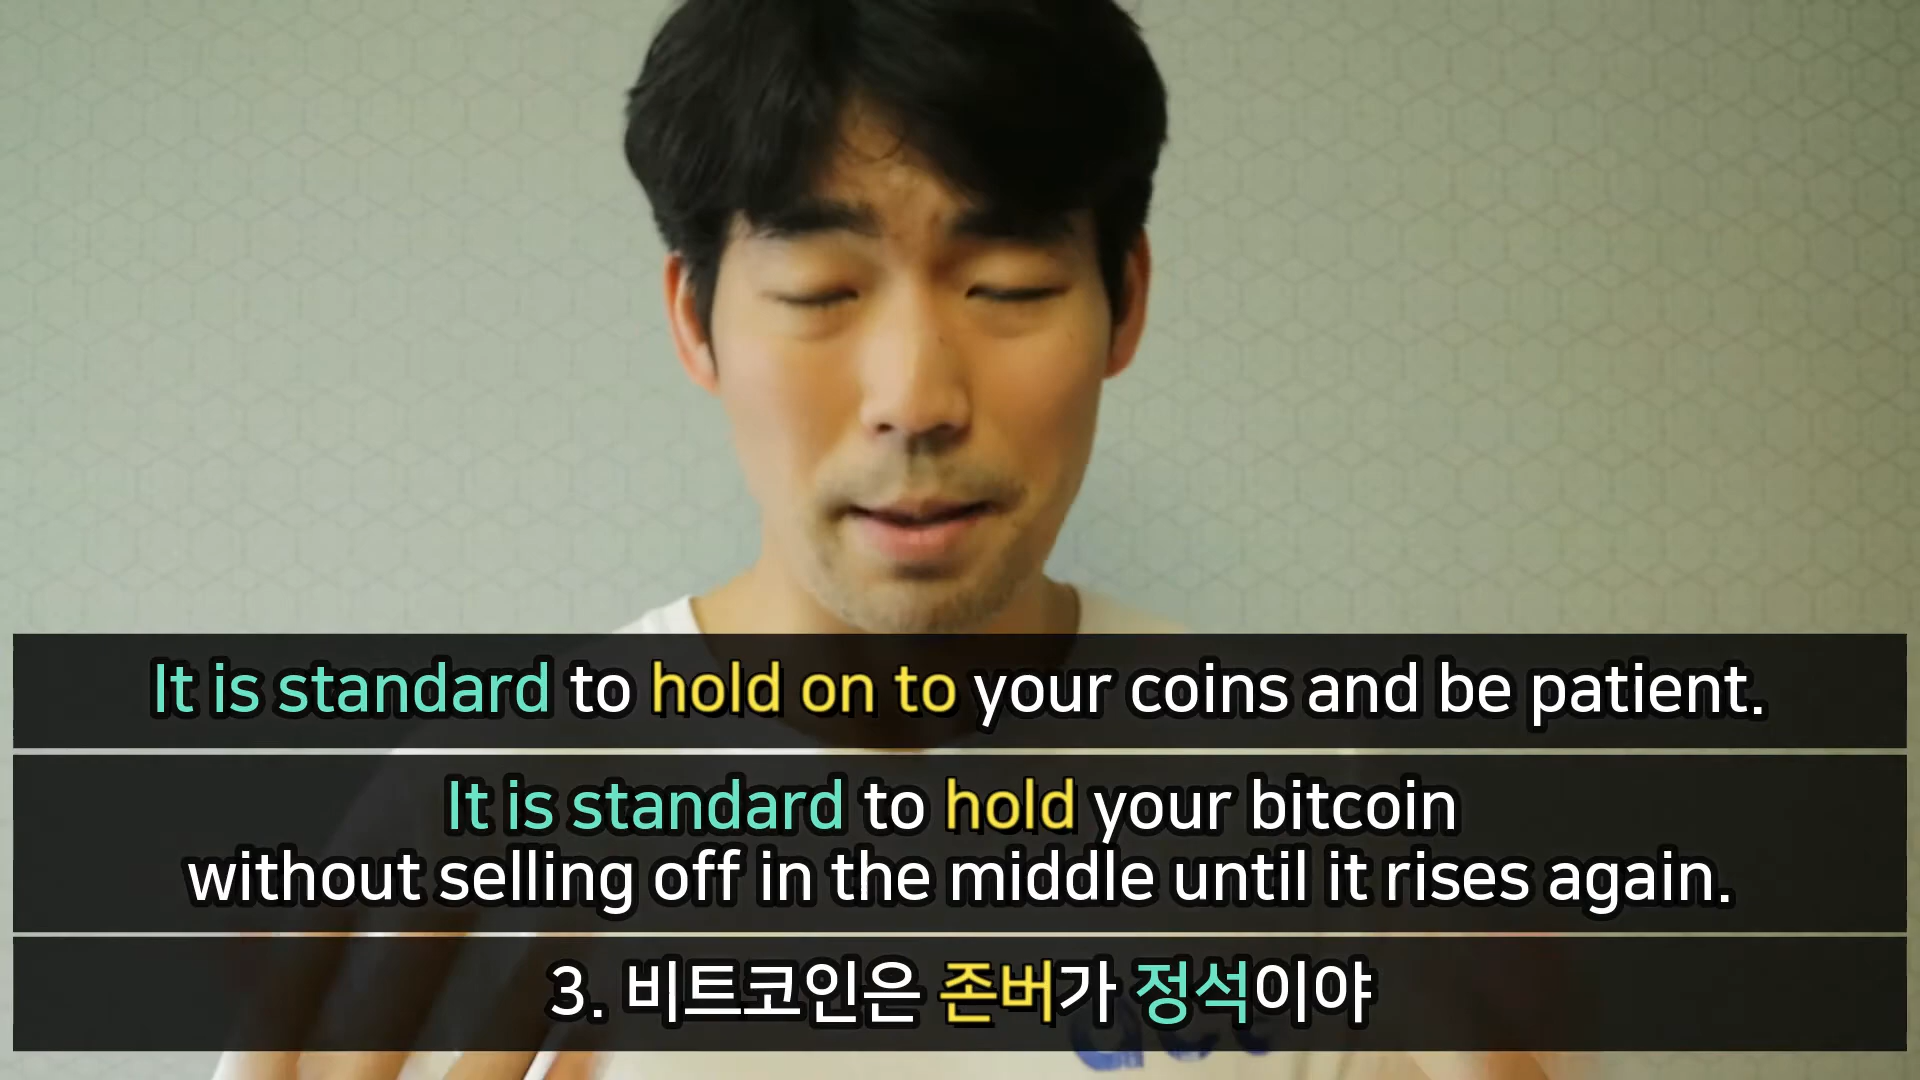 It is standard to hold on to your coins and be patient.
It is standard to hold your bitcoin
without selling off in the middle until it rises again.
3. 비트코인은 존버가 정석이야